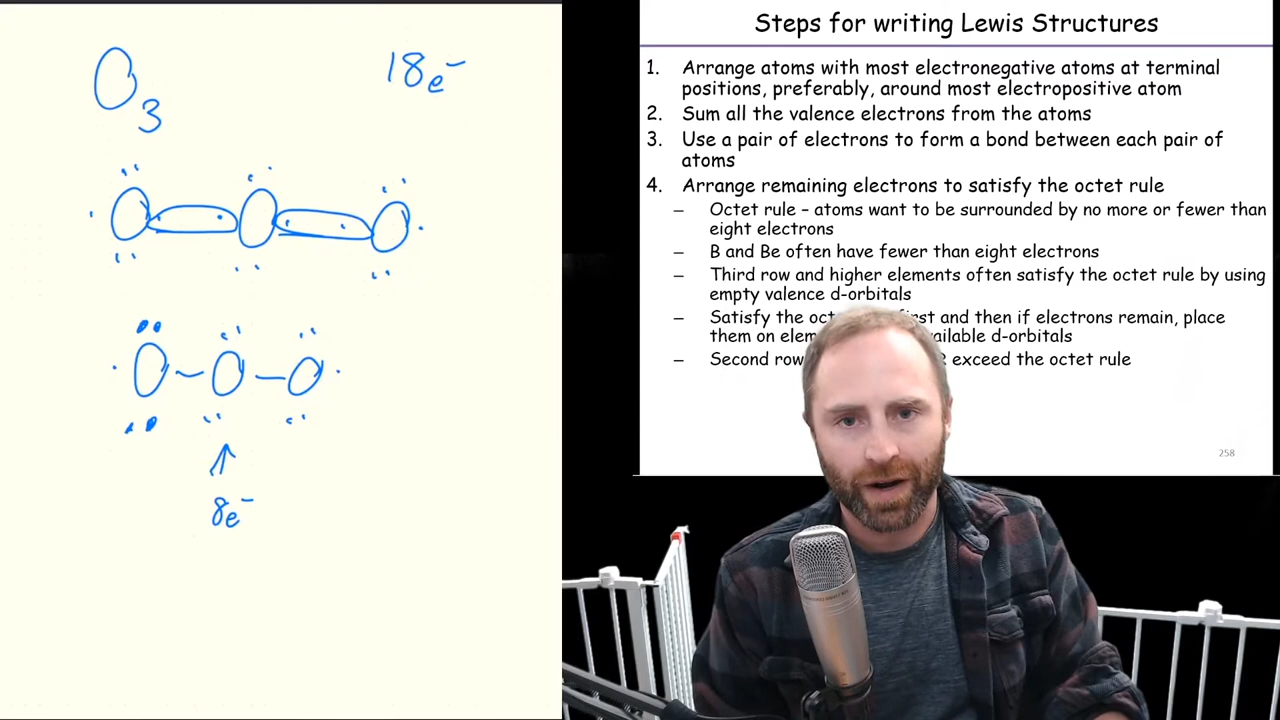 O3
18e⁻
O O O
O - O - O
↑
8e⁻
Steps for writing Lewis Structures
1. Arrange atoms with most electronegative atoms at terminal
positions, preferably, around most electropositive atom
2. Sum all the valence electrons from the atoms
3. Use a pair of electrons to form a bond between each pair of
atoms
4. Arrange remaining electrons to satisfy the octet rule
– Octet rule – atoms want to be surrounded by no more or fewer than
eight electrons
– B and Be often have fewer than eight electrons
– Third row and higher elements often satisfy the octet rule by using
empty valence d-orbitals
– Satisfy the oct first and then if electrons remain, place
them on elem available d-orbitals
– Second row exceed the octet rule
258